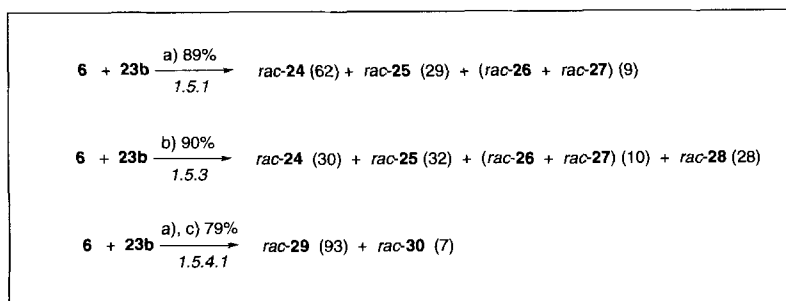 a) 89%
6 + 23b → rac-24 (62) + rac-25 (29) + (rac-26 + rac-27) (9)
1.5.1
b) 90%
6 + 23b → rac-24 (30) + rac-25 (32) + (rac-26 + rac-27) (10) + rac-28 (28)
1.5.3
a), c) 79%
6 + 23b → rac-29 (93) + rac-30 (7)
1.5.4.1